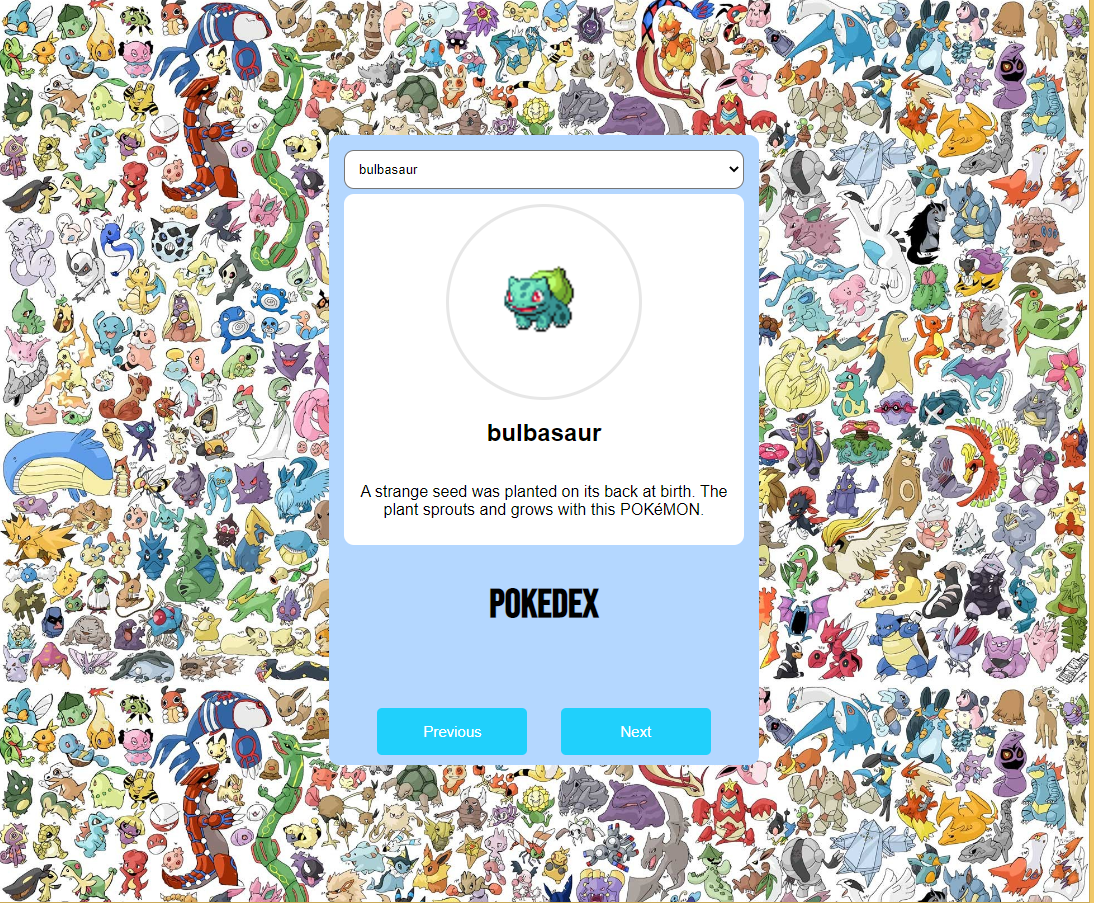 bulbasaur
bulbasaur
A strange seed was planted on its back at birth. The
plant sprouts and grows with this POKéMON.
POKEDEX
Previous
Next